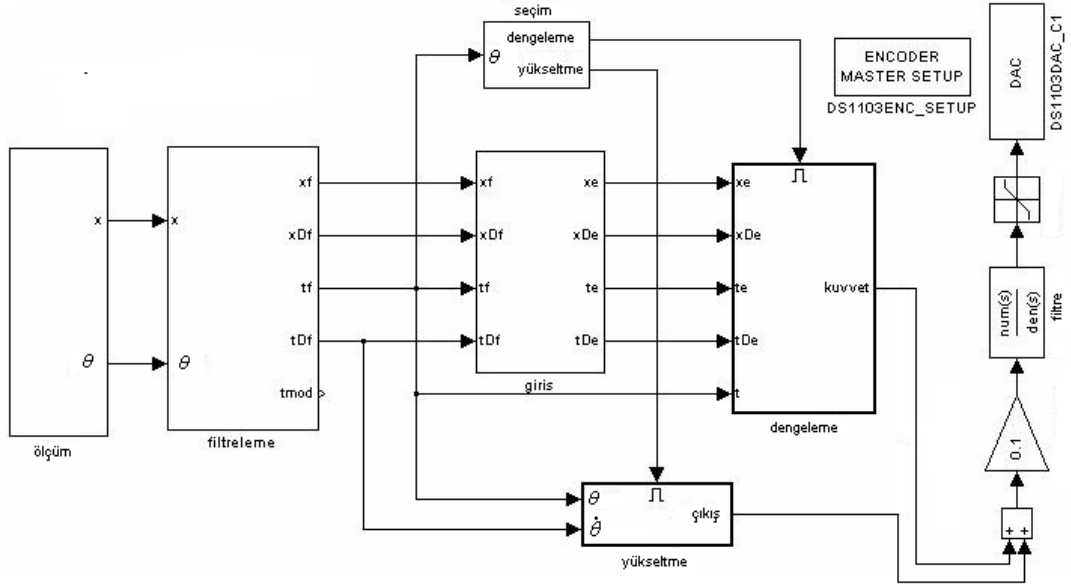 seçim
θ
dengeleme
yükseltme
ENCODER
MASTER SETUP
DS1103ENC_SETUP
DAC
DS1103DAC_C1
x
θ
ölçüm
x
θ
xf
xDf
tf
tDf
tmod
filtreleme
xf
xDf
tf
tDf
xe
xDe
te
tDe
giris
xe
xDe
te
tDe
t
kuvvet
dengeleme
θ
θ̇
çıkış
yükseltme
num(s)
den(s)
filtre
0.1
+ +